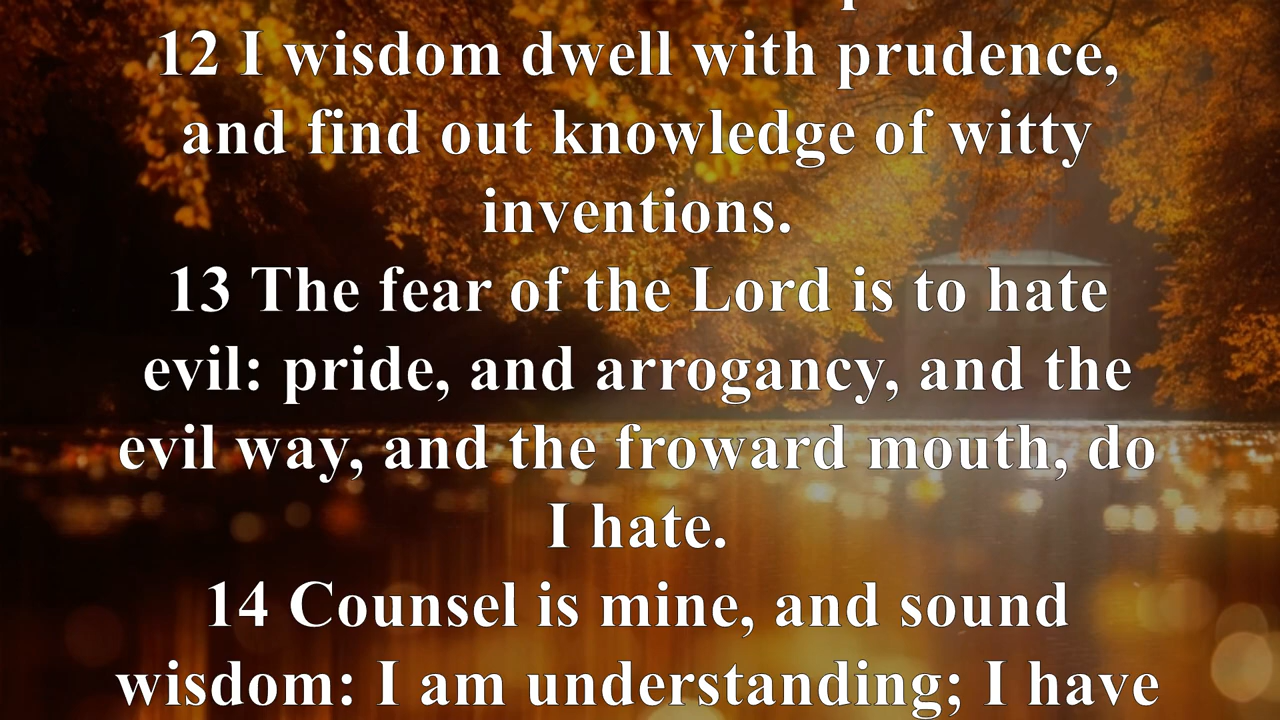 12 I wisdom dwell with prudence,
and find out knowledge of witty
inventions.
13 The fear of the Lord is to hate
evil: pride, and arrogancy, and the
evil way, and the froward mouth, do
I hate.
14 Counsel is mine, and sound
wisdom: I am understanding; I have